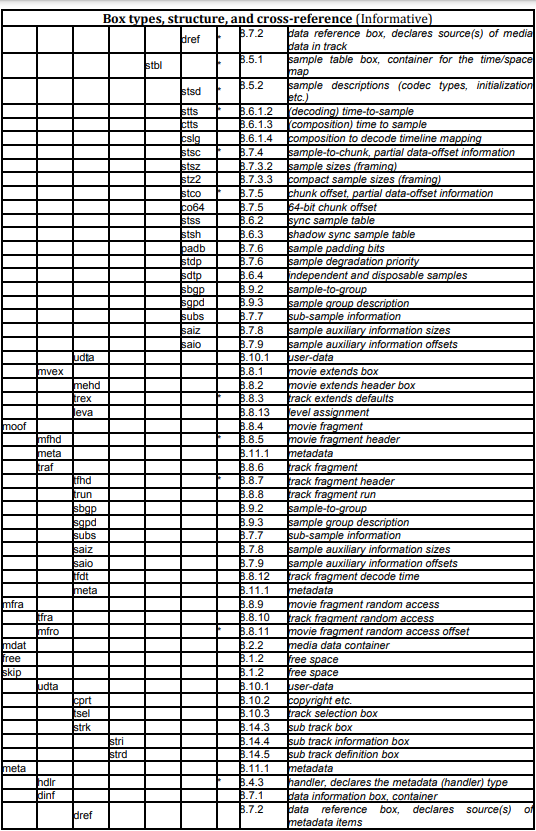 Box types, structure, and cross-reference (Informative)
dref * 8.7.2 data reference box, declares source(s) of media
data in track
stbl * 8.5.1 sample table box, container for the time/space
map
stsd * 8.5.2 sample descriptions (codec types, initialization
etc.)
stts * 8.6.1.2 (decoding) time-to-sample
ctts 8.6.1.3 (composition) time to sample
cslg 8.6.1.4 composition to decode timeline mapping
stsc * 8.7.4 sample-to-chunk, partial data-offset information
stsz 8.7.3.2 sample sizes (framing)
stz2 8.7.3.3 compact sample sizes (framing)
stco * 8.7.5 chunk offset, partial data-offset information
co64 8.7.5 64-bit chunk offset
stss 8.6.2 sync sample table
stsh 8.6.3 shadow sync sample table
padb 8.7.6 sample padding bits
stdp 8.7.6 sample degradation priority
sdtp 8.6.4 independent and disposable samples
sbgp 8.9.2 sample-to-group
sgpd 8.9.3 sample group description
subs 8.7.7 sub-sample information
saiz 8.7.8 sample auxiliary information sizes
saio 8.7.9 sample auxiliary information offsets
udta 8.10.1 user-data
mvex 8.8.1 movie extends box
mehd 8.8.2 movie extends header box
trex * 8.8.3 track extends defaults
leva 8.8.13 level assignment
moof 8.8.4 movie fragment
mfhd * 8.8.5 movie fragment header
meta 8.11.1 metadata
traf 8.8.6 track fragment
tfhd * 8.8.7 track fragment header
trun 8.8.8 track fragment run
sbgp 8.9.2 sample-to-group
sgpd 8.9.3 sample group description
subs 8.7.7 sub-sample information
saiz 8.7.8 sample auxiliary information sizes
saio 8.7.9 sample auxiliary information offsets
tfdt 8.8.12 track fragment decode time
meta 8.11.1 metadata
mfra 8.8.9 movie fragment random access
tfra 8.8.10 track fragment random access
mfro * 8.8.11 movie fragment random access offset
mdat 8.2.2 media data container
free 8.1.2 free space
skip 8.1.2 free space
udta 8.10.1 user-data
cprt 8.10.2 copyright etc.
tsel 8.10.3 track selection box
strk 8.14.3 sub track box
stri 8.14.4 sub track information box
strd 8.14.5 sub track definition box
meta 8.11.1 metadata
hdlr * 8.4.3 handler, declares the metadata (handler) type
dinf 8.7.1 data information box, container
dref 8.7.2 data reference box, declares source(s) of
metadata items